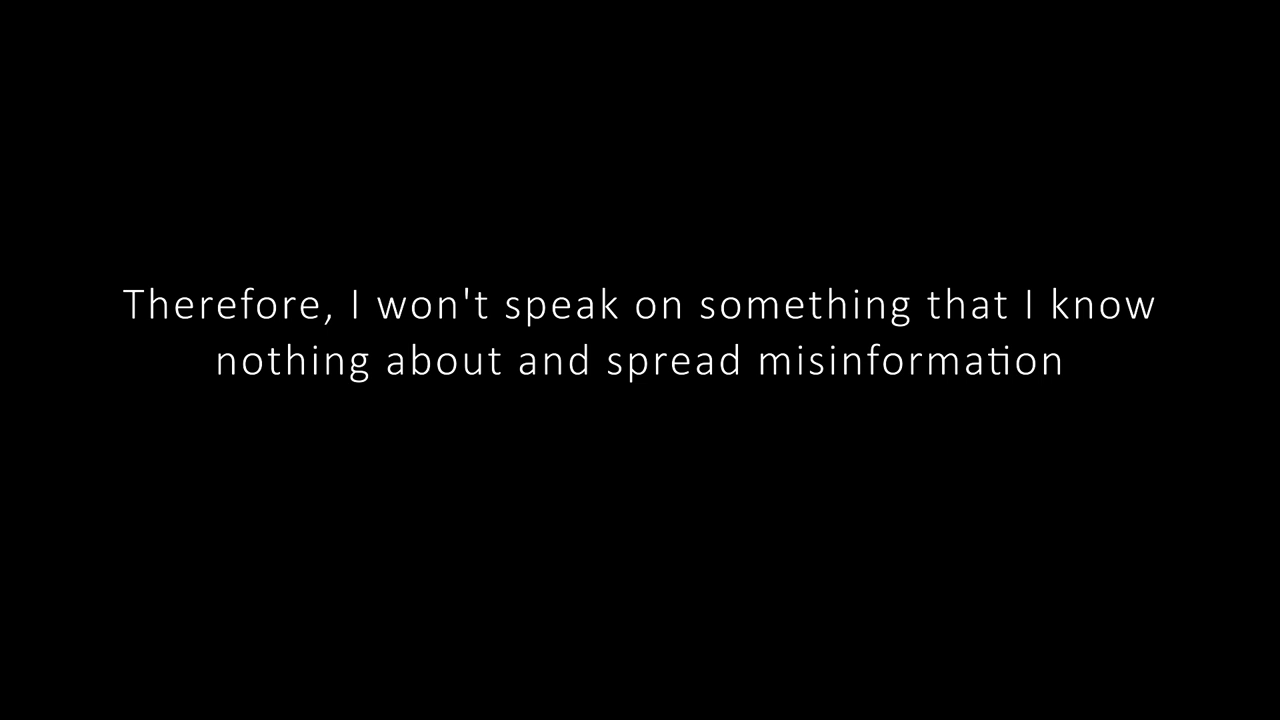 Therefore, I won't speak on something that I know
nothing about and spread misinformation